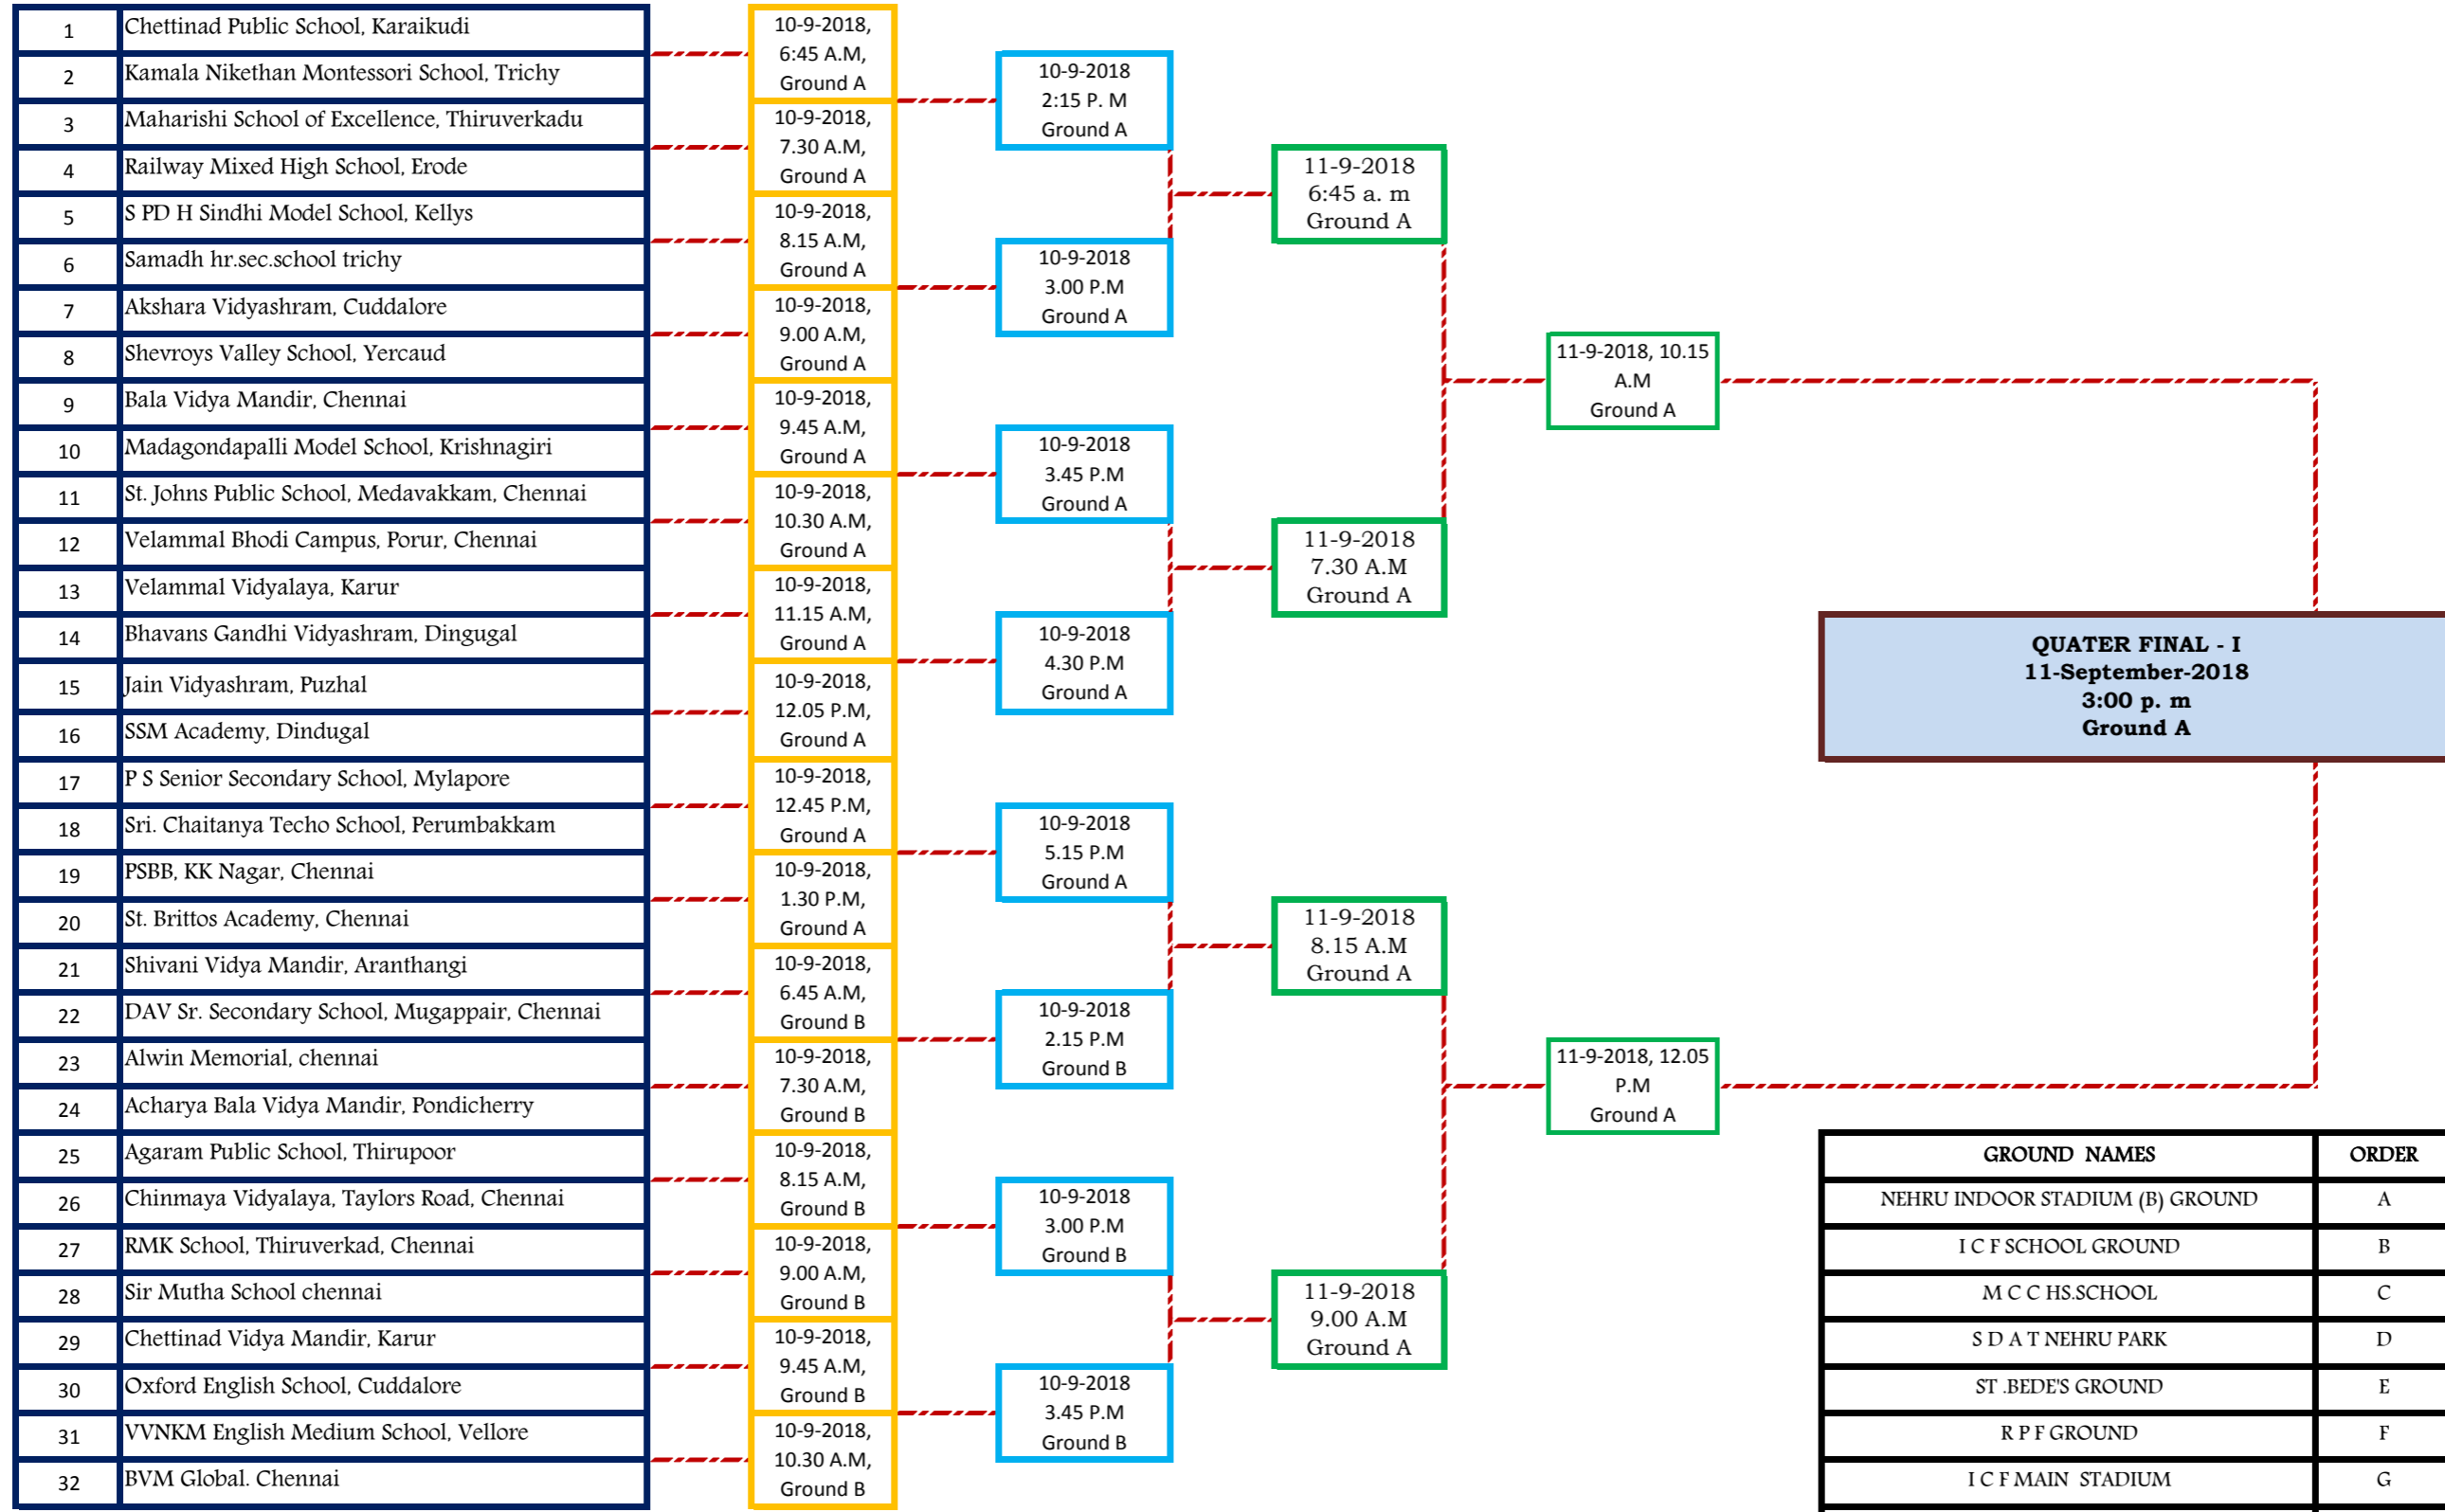 1 Chettinad Public School, Karaikudi
2 Kamala Nikethan Montessori School, Trichy
3 Maharishi School of Excellence, Thiruverkadu
4 Railway Mixed High School, Erode
5 S PD H Sindhi Model School, Kellys
6 Samadh hr.sec.school trichy
7 Akshara Vidyashram, Cuddalore
8 Shevroys Valley School, Yercaud
9 Bala Vidya Mandir, Chennai
10 Madagondapalli Model School, Krishnagiri
11 St. Johns Public School, Medavakkam, Chennai
12 Velammal Bhodi Campus, Porur, Chennai
13 Velammal Vidyalaya, Karur
14 Bhavans Gandhi Vidyashram, Dingugal
15 Jain Vidyashram, Puzhal
16 SSM Academy, Dindugal
17 P S Senior Secondary School, Mylapore
18 Sri. Chaitanya Techo School, Perumbakkam
19 PSBB, KK Nagar, Chennai
20 St. Brittos Academy, Chennai
21 Shivani Vidya Mandir, Aranthangi
22 DAV Sr. Secondary School, Mugappair, Chennai
23 Alwin Memorial, chennai
24 Acharya Bala Vidya Mandir, Pondicherry
25 Agaram Public School, Thirupoor
26 Chinmaya Vidyalaya, Taylors Road, Chennai
27 RMK School, Thiruverkad, Chennai
28 Sir Mutha School chennai
29 Chettinad Vidya Mandir, Karur
30 Oxford English School, Cuddalore
31 VVNKM English Medium School, Vellore
32 BVM Global. Chennai
10-9-2018,
6:45 A.M,
Ground A
10-9-2018,
7.30 A.M,
Ground A
10-9-2018,
8.15 A.M,
Ground A
10-9-2018,
9.00 A.M,
Ground A
10-9-2018,
9.45 A.M,
Ground A
10-9-2018,
10.30 A.M,
Ground A
10-9-2018,
11.15 A.M,
Ground A
10-9-2018,
12.05 P.M,
Ground A
10-9-2018,
12.45 P.M,
Ground A
10-9-2018,
1.30 P.M,
Ground A
10-9-2018,
6.45 A.M,
Ground B
10-9-2018,
7.30 A.M,
Ground B
10-9-2018,
8.15 A.M,
Ground B
10-9-2018,
9.00 A.M,
Ground B
10-9-2018,
9.45 A.M,
Ground B
10-9-2018,
10.30 A.M,
Ground B
10-9-2018
2:15 P. M
Ground A
10-9-2018
3.00 P.M
Ground A
10-9-2018
3.45 P.M
Ground A
10-9-2018
4.30 P.M
Ground A
10-9-2018
5.15 P.M
Ground A
10-9-2018
2.15 P.M
Ground B
10-9-2018
3.00 P.M
Ground B
10-9-2018
3.45 P.M
Ground B
11-9-2018
6:45 a. m
Ground A
11-9-2018
7.30 A.M
Ground A
11-9-2018
8.15 A.M
Ground A
11-9-2018
9.00 A.M
Ground A
11-9-2018, 10.15
A.M
Ground A
11-9-2018, 12.05
P.M
Ground A
QUATER FINAL - I
11-September-2018
3:00 p. m
Ground A
GROUND NAMES ORDER
NEHRU INDOOR STADIUM (B) GROUND A
I C F SCHOOL GROUND B
M C C HS.SCHOOL C
S D A T NEHRU PARK D
ST .BEDE'S GROUND E
R P F GROUND F
I C F MAIN STADIUM G